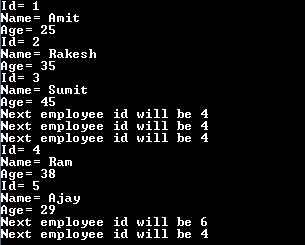 Id= 1
Name= Amit
Age= 25
Id= 2
Name= Rakesh
Age= 35
Id= 3
Name= Sumit
Age= 45
Next employee id will be 4
Next employee id will be 4
Next employee id will be 4
Id= 4
Name= Ram
Age= 38
Id= 5
Name= Ajay
Age= 29
Next employee id will be 6
Next employee id will be 4